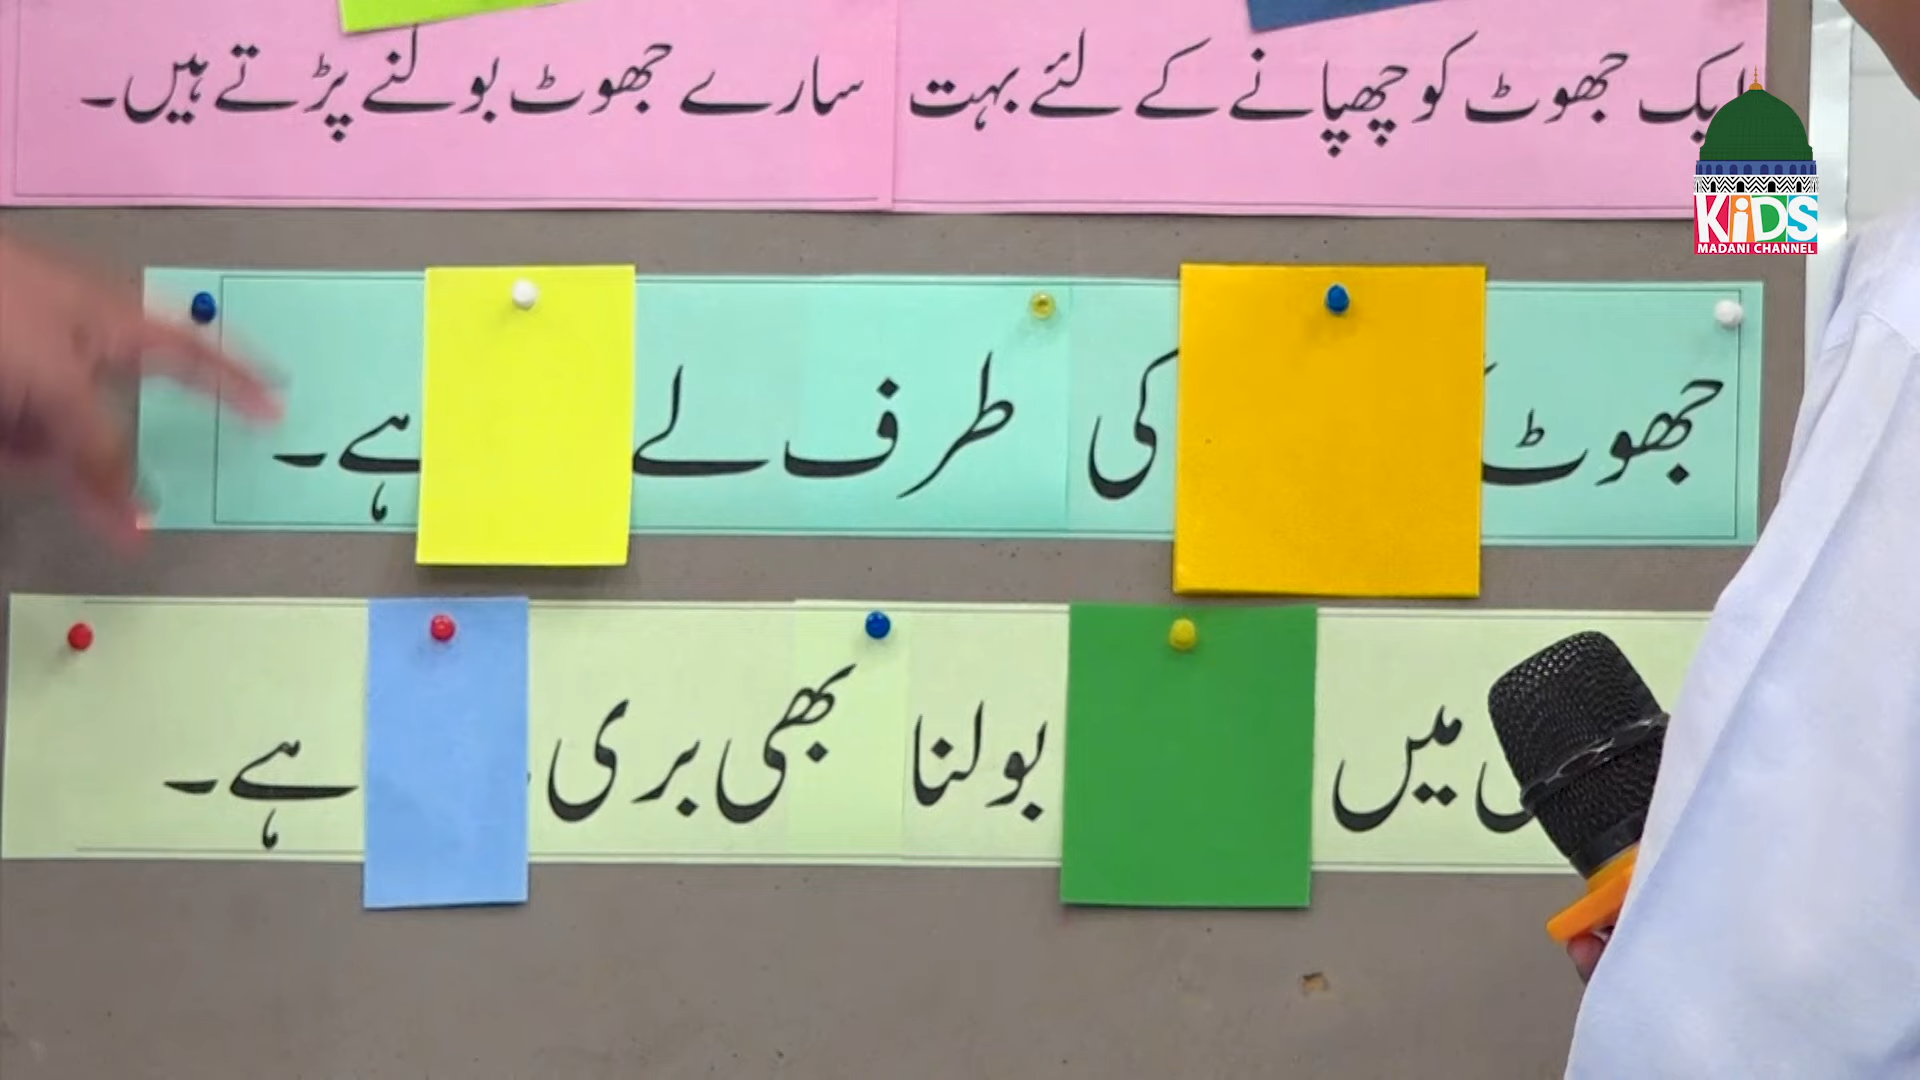 ایک جھوٹ کو چھپانے کے لئے بہت سارے جھوٹ بولنے پڑتے ہیں۔
جھوٹ کی طرف لے ہے۔
میں بولنا بھی بری ہے۔
KiDS
MADANI CHANNEL